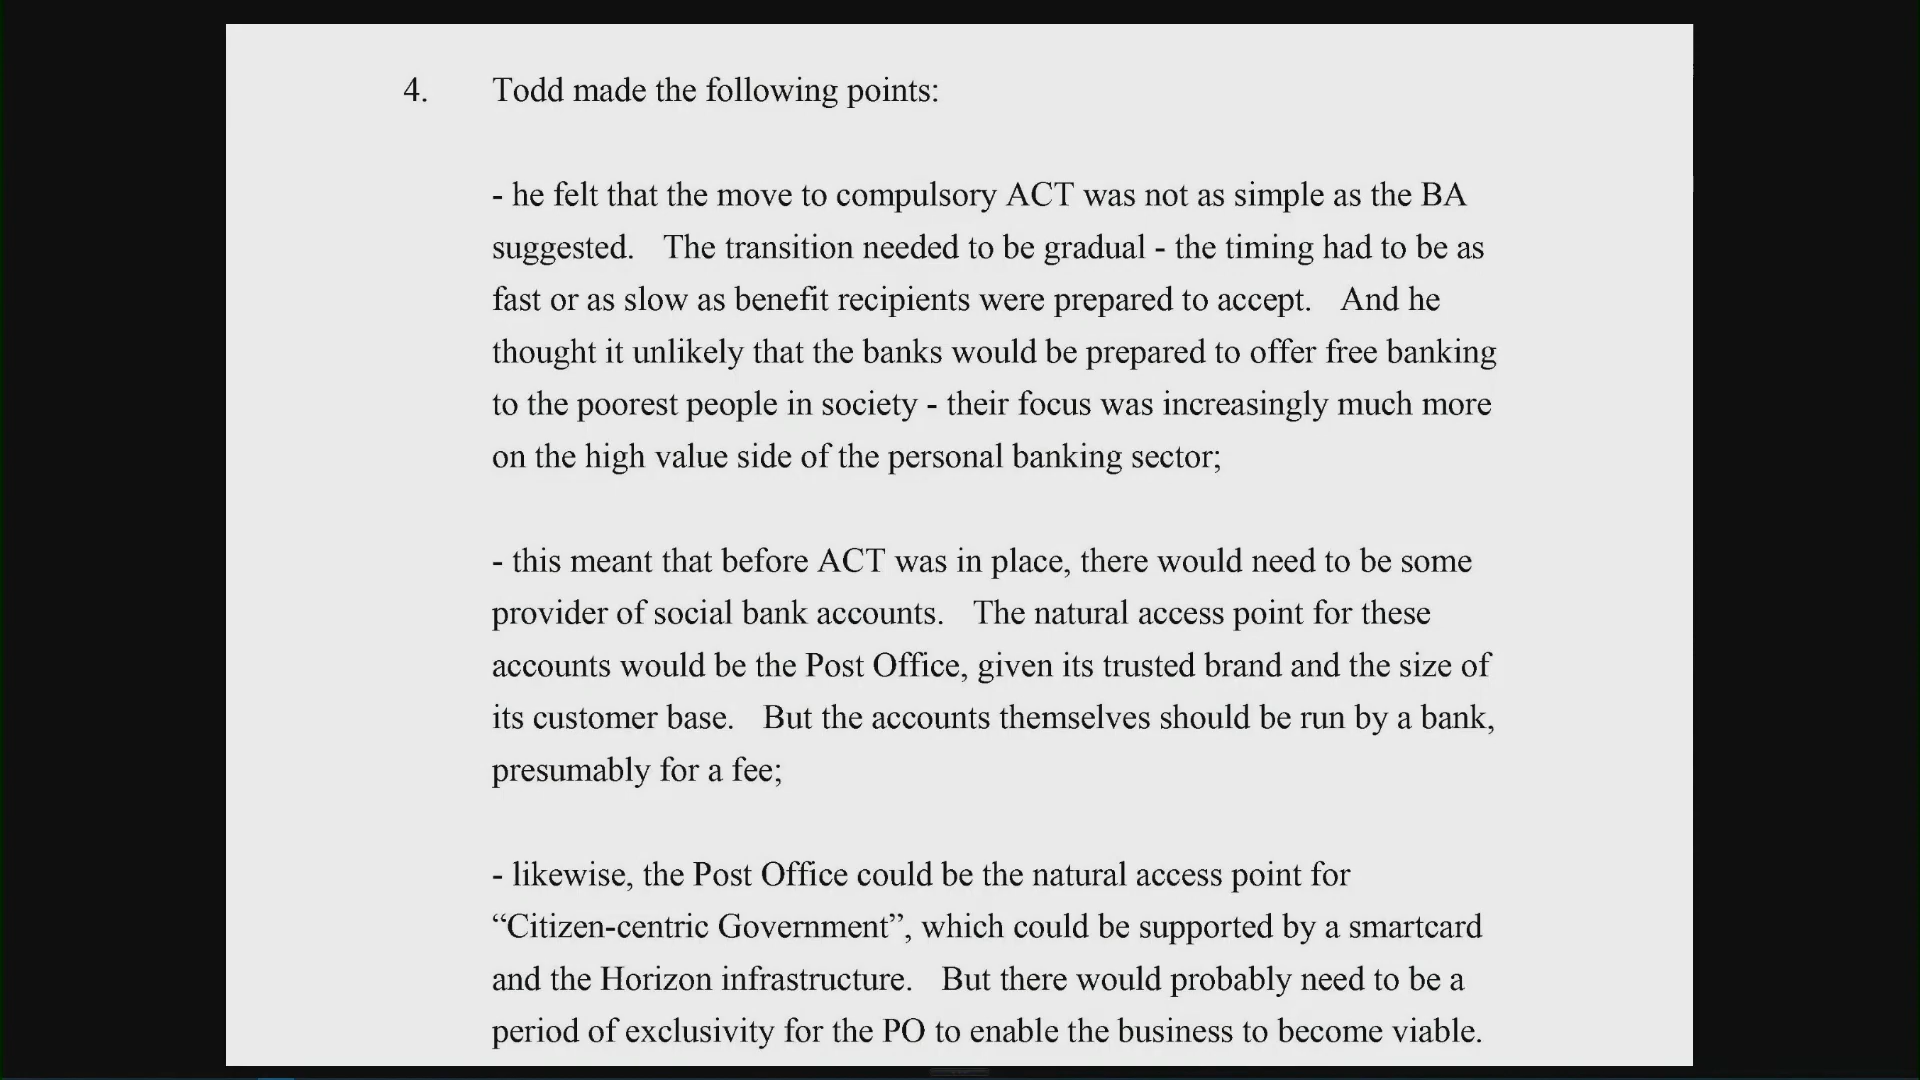 4. Todd made the following points:
- he felt that the move to compulsory ACT was not as simple as the BA
suggested. The transition needed to be gradual - the timing had to be as
fast or as slow as benefit recipients were prepared to accept. And he
thought it unlikely that the banks would be prepared to offer free banking
to the poorest people in society - their focus was increasingly much more
on the high value side of the personal banking sector;
- this meant that before ACT was in place, there would need to be some
provider of social bank accounts. The natural access point for these
accounts would be the Post Office, given its trusted brand and the size of
its customer base. But the accounts themselves should be run by a bank,
presumably for a fee;
- likewise, the Post Office could be the natural access point for
“Citizen-centric Government”, which could be supported by a smartcard
and the Horizon infrastructure. But there would probably need to be a
period of exclusivity for the PO to enable the business to become viable.